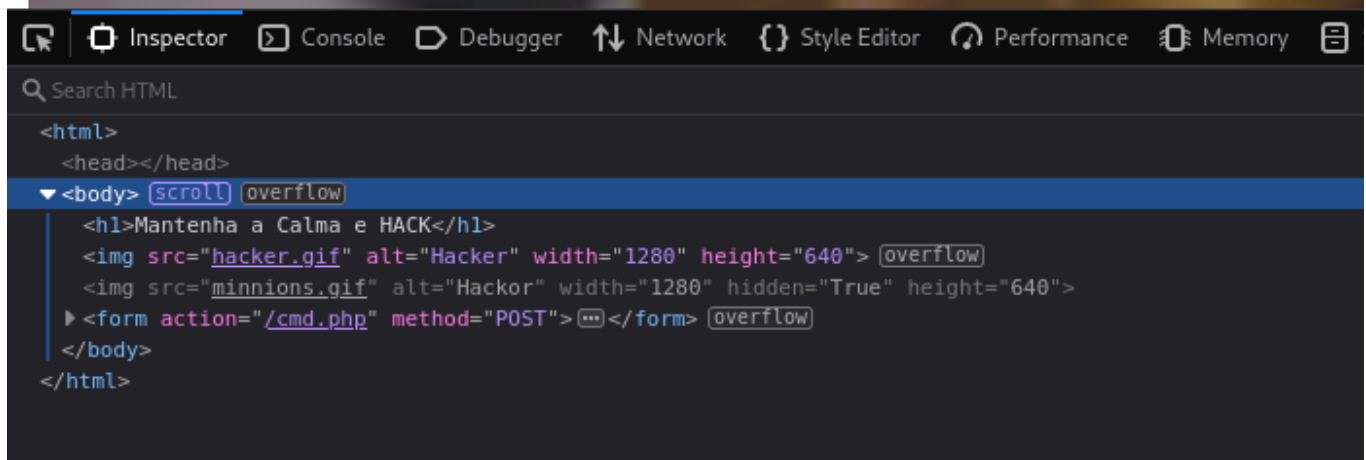 Inspector Console Debugger Network {} Style Editor Performance Memory
Search HTML
<html>
<head></head>
<body> scroll overflow
<h1>Mantenha a Calma e HACK</h1>
<img src="hacker.gif" alt="Hacker" width="1280" height="640"> overflow
<img src="minnions.gif" alt="Hackor" width="1280" hidden="True" height="640">
<form action="/cmd.php" method="POST">…</form> overflow
</body>
</html>